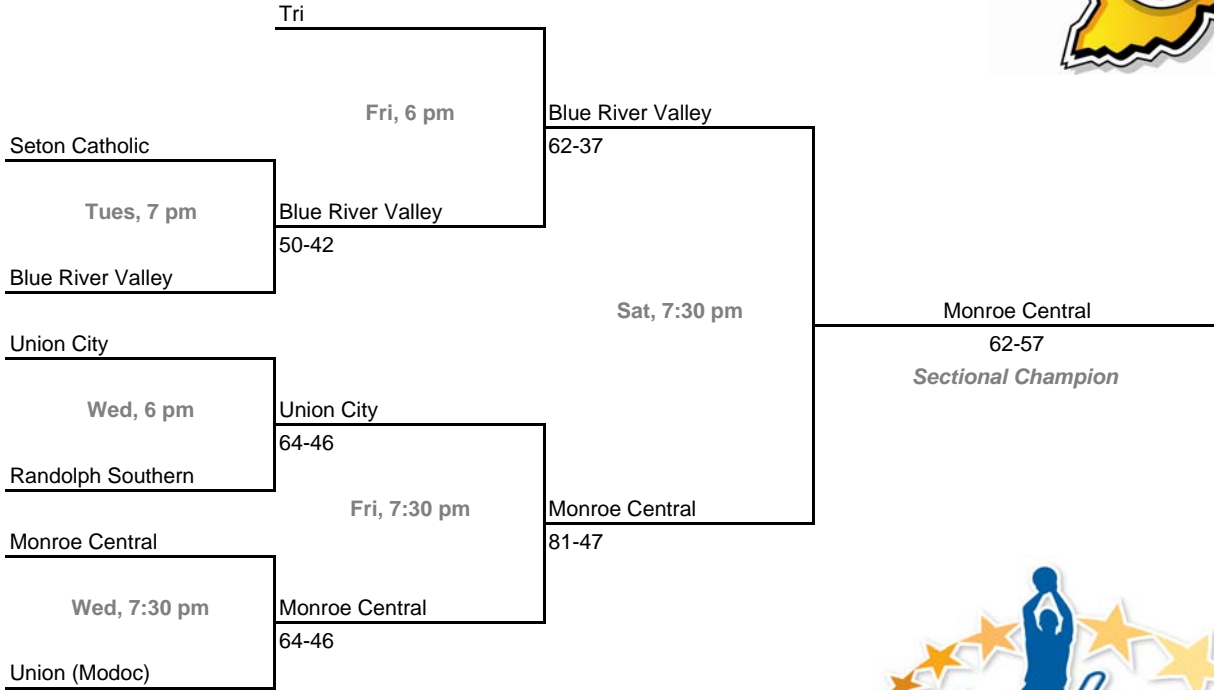 Tri
Fri, 6 pm
Blue River Valley
62-37
Seton Catholic
Tues, 7 pm
Blue River Valley
50-42
Blue River Valley
Sat, 7:30 pm
Monroe Central
62-57
Sectional Champion
Union City
Wed, 6 pm
Union City
64-46
Randolph Southern
Fri, 7:30 pm
Monroe Central
81-47
Monroe Central
Wed, 7:30 pm
Monroe Central
64-46
Union (Modoc)